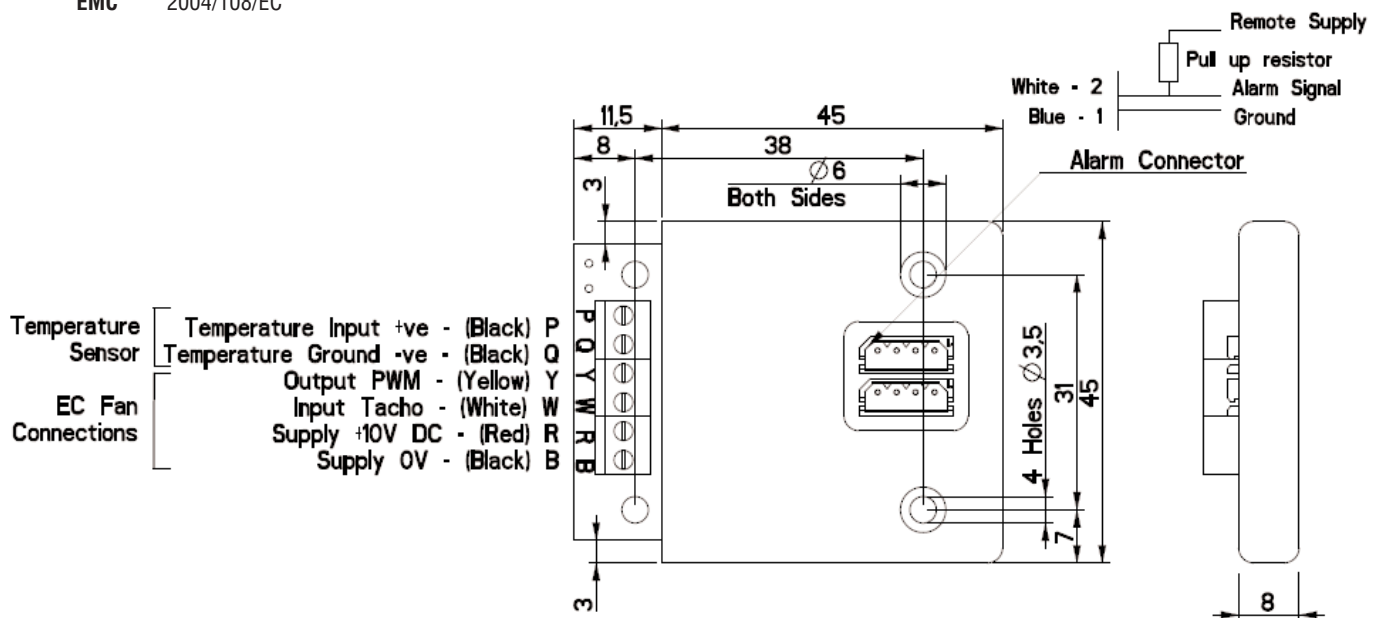 EMC 2004/108/EC
Remote Supply
Pull up resistor
White - 2 Alarm Signal
Blue - 1 Ground
11,5 45
8 38
∅6
Both Sides
3
Alarm Connector
Temperature Sensor
Temperature Input +ve - (Black) P
Temperature Ground -ve - (Black) Q
EC Fan Connections
Output PWM - (Yellow) Y
Input Tacho - (White) W
Supply +10V DC - (Red) R
Supply 0V - (Black) B
P
Q
Y
W
R
B
4 Holes ∅3,5
31
45
7
3
8